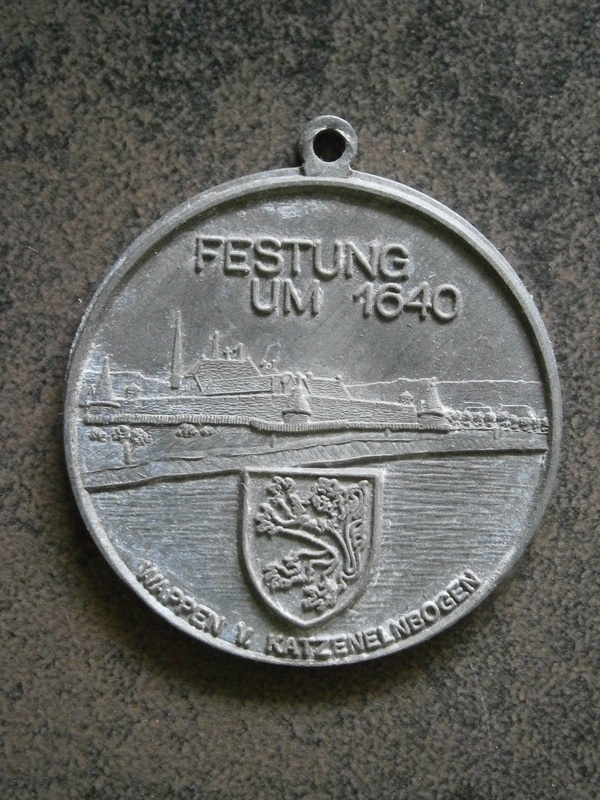 FESTUNG
UM 1640
WAPPEN V. KATZENELNBOGEN